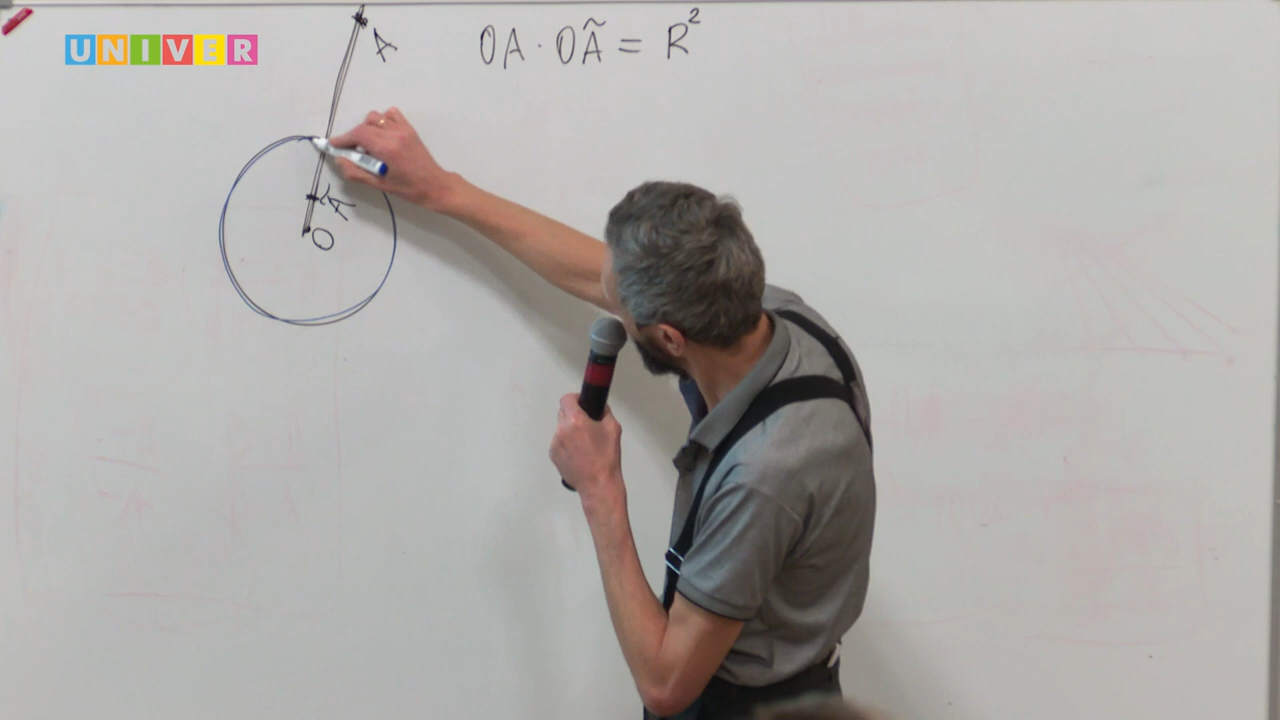 UNIVER
OA · OÃ = R²
A
Ã
O